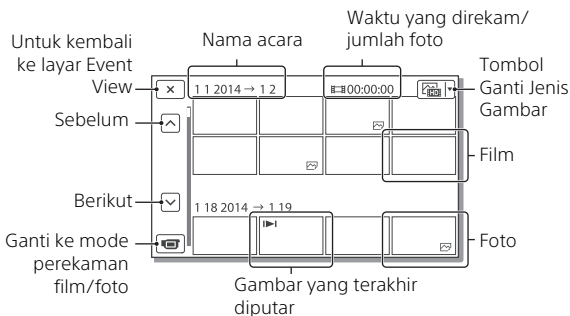 Waktu yang direkam/
jumlah foto
Nama acara
Untuk kembali
ke layar Event
View
Tombol
Ganti Jenis
Gambar
1 1 2014 → 1 2
00:00:00
Sebelum
Film
Berikut
1 18 2014 → 1 19
Ganti ke mode
perekaman
film/foto
Foto
Gambar yang terakhir
diputar